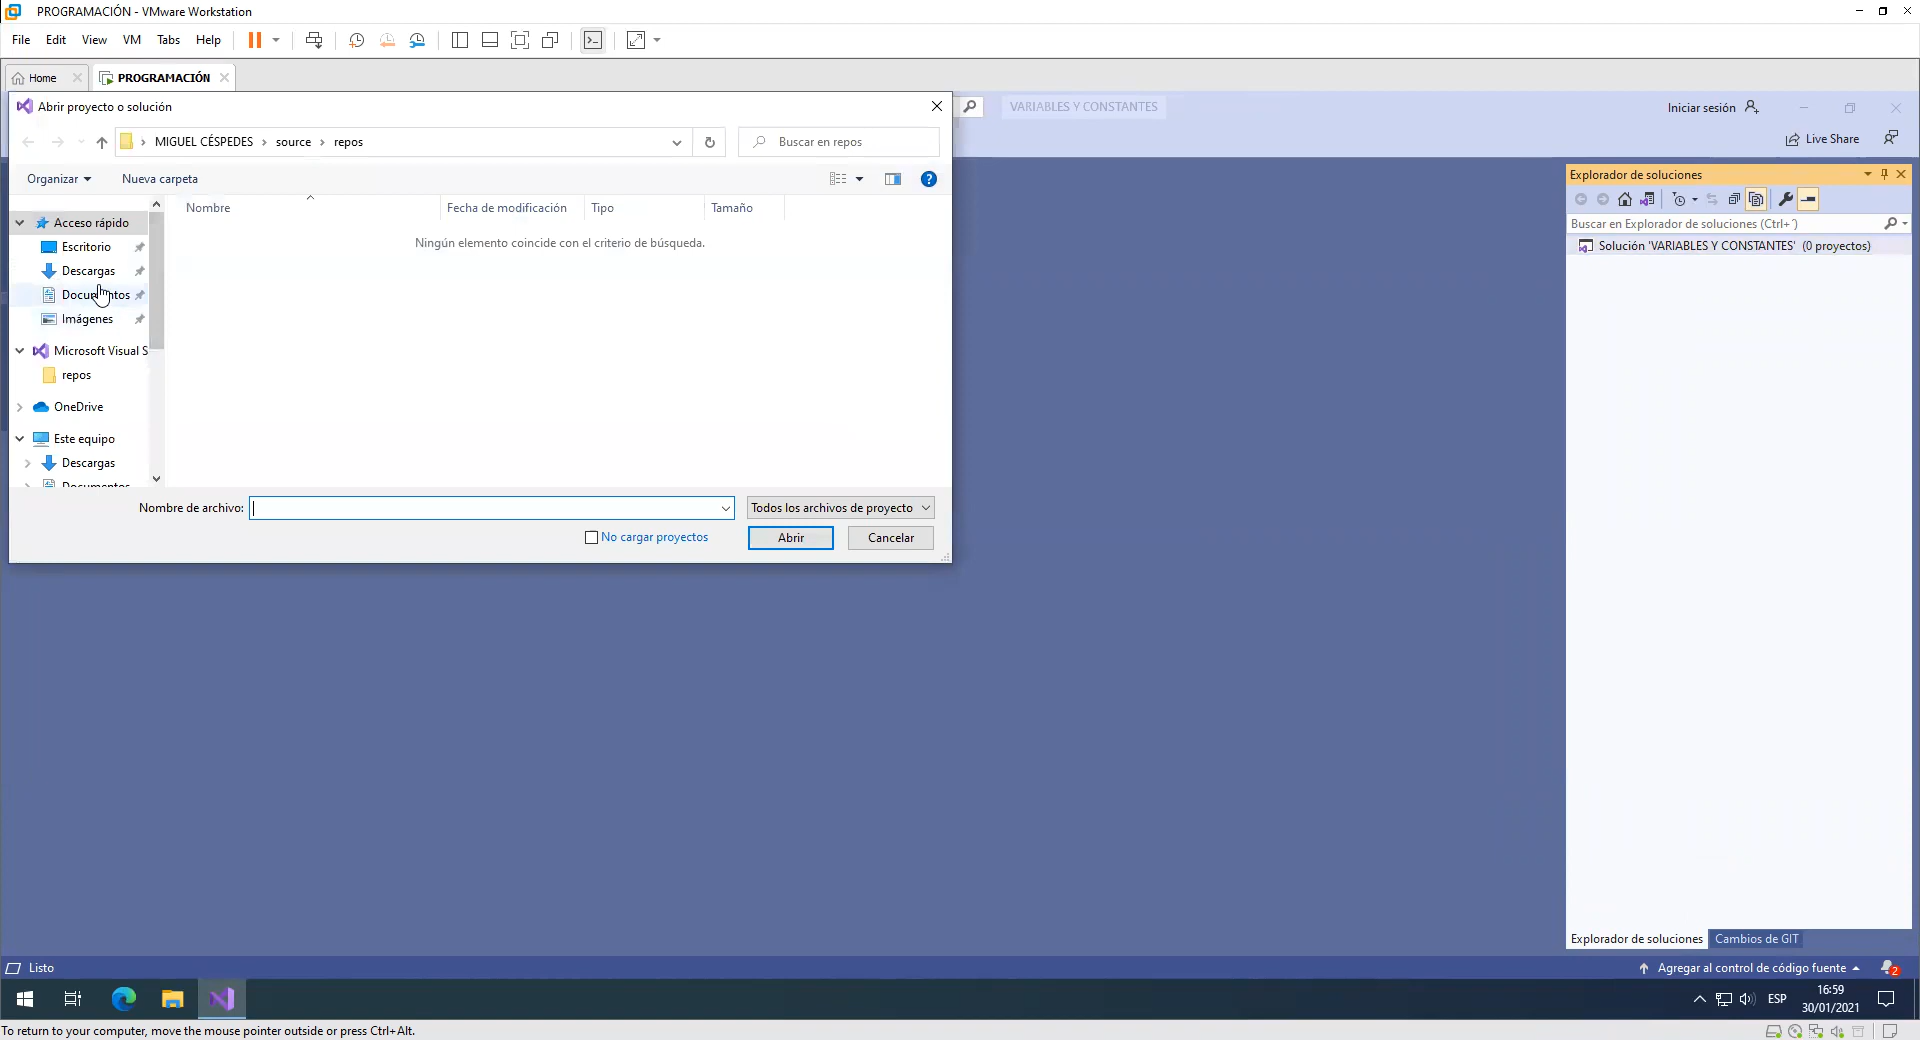 PROGRAMACIÓN - VMware Workstation
File Edit View VM Tabs Help
Home
PROGRAMACIÓN
Abrir proyecto o solución
VARIABLES Y CONSTANTES
Iniciar sesión
MIGUEL CÉSPEDES > source > repos
Buscar en repos
Live Share
Organizar
Nueva carpeta
Explorador de soluciones
Nombre
Fecha de modificación
Tipo
Tamaño
Buscar en Explorador de soluciones (Ctrl+´)
Ningún elemento coincide con el criterio de búsqueda.
Solución 'VARIABLES Y CONSTANTES' (0 proyectos)
Acceso rápido
Escritorio
Descargas
Documentos
Imágenes
Microsoft Visual S
repos
OneDrive
Este equipo
Descargas
Documentos
Nombre de archivo:
Todos los archivos de proyecto
No cargar proyectos
Abrir
Cancelar
Explorador de soluciones
Cambios de GIT
Listo
Agregar al control de código fuente
2
ESP
16:59
30/01/2021
To return to your computer, move the mouse pointer outside or press Ctrl+Alt.